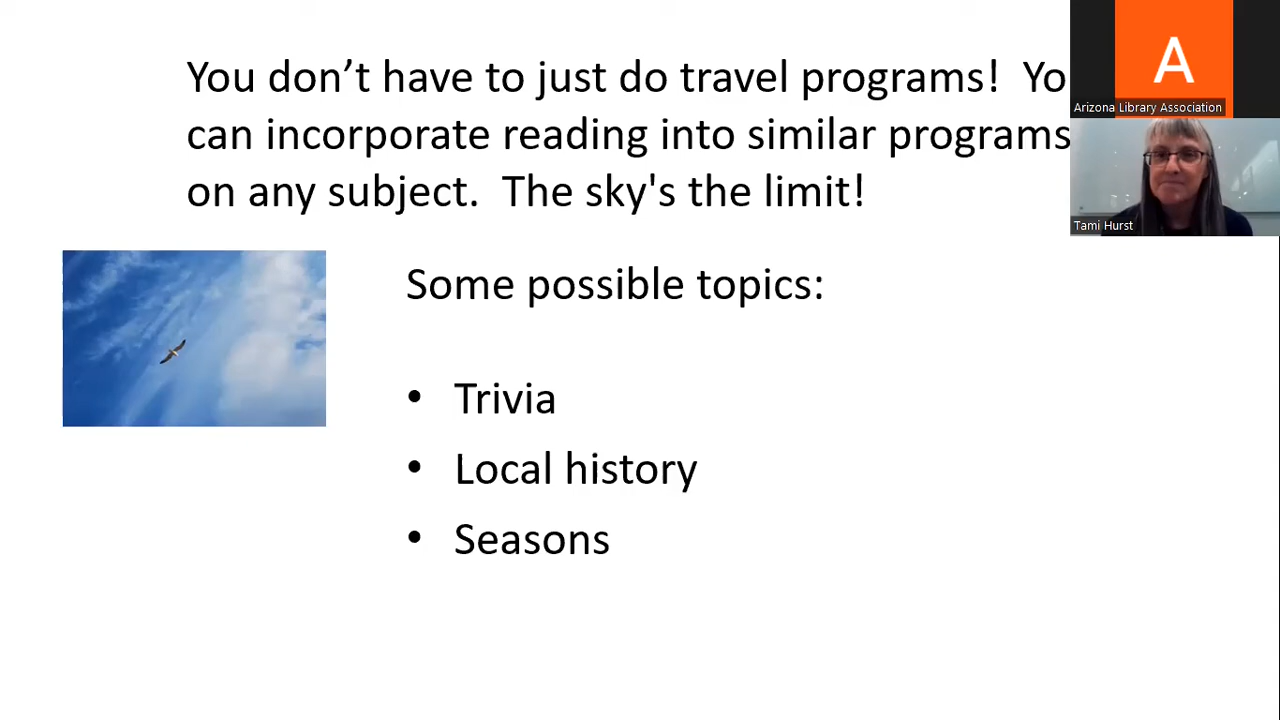 You don’t have to just do travel programs!  Yo
can incorporate reading into similar programs
on any subject.  The sky's the limit!
Some possible topics:
• Trivia
• Local history
• Seasons
A
Arizona Library Association
Tami Hurst